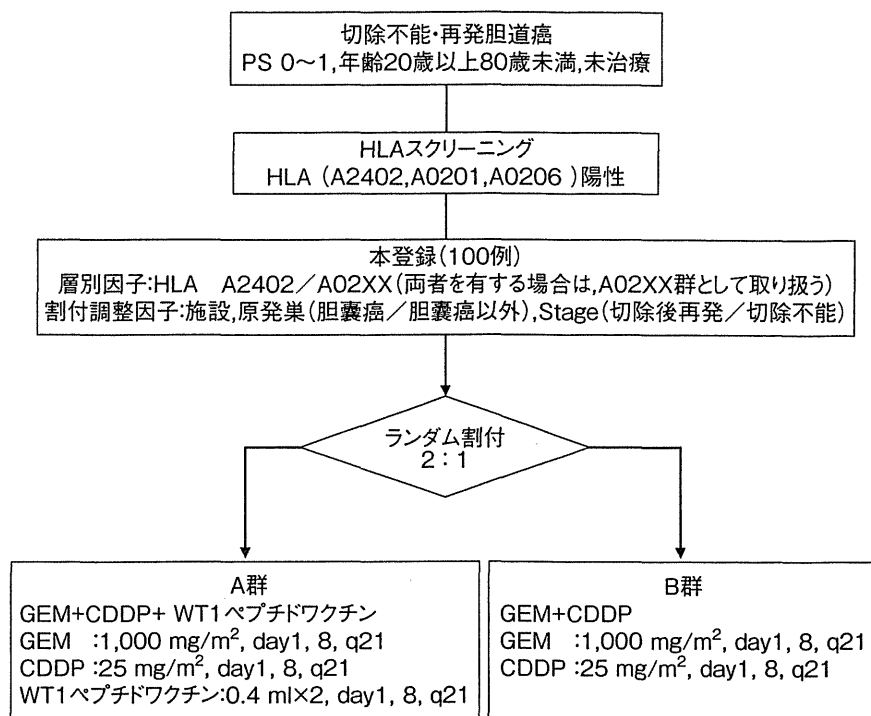 切除不能・再発胆道癌
PS 0〜1,年齢20歳以上80歳未満,未治療
HLAスクリーニング
HLA (A2402,A0201,A0206 )陽性
本登録(100例)
層別因子:HLA A2402/A02XX(両者を有する場合は,A02XX群として取り扱う)
割付調整因子:施設,原発巣(胆囊癌/胆囊癌以外),Stage(切除後再発/切除不能)
ランダム割付
2:1
A群
GEM+CDDP+ WT1ペプチドワクチン
GEM :1,000 mg/m², day1, 8, q21
CDDP :25 mg/m², day1, 8, q21
WT1ペプチドワクチン:0.4 ml×2, day1, 8, q21
B群
GEM+CDDP
GEM :1,000 mg/m², day1, 8, q21
CDDP :25 mg/m², day1, 8, q21